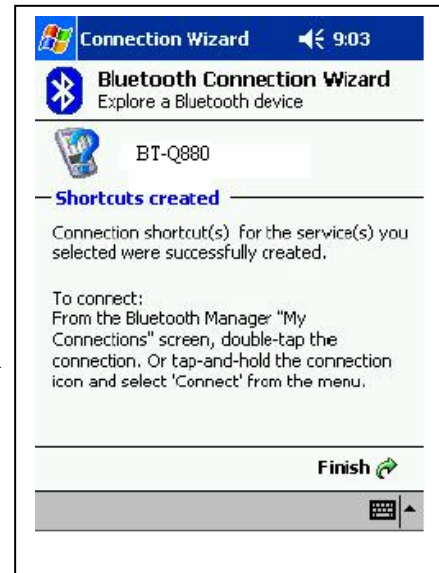 Connection Wizard 9:03
Bluetooth Connection Wizard
Explore a Bluetooth device
BT-Q880
Shortcuts created
Connection shortcut(s) for the service(s) you
selected were successfully created.
To connect:
From the Bluetooth Manager "My
Connections" screen, double-tap the
connection. Or tap-and-hold the connection
icon and select 'Connect' from the menu.
Finish